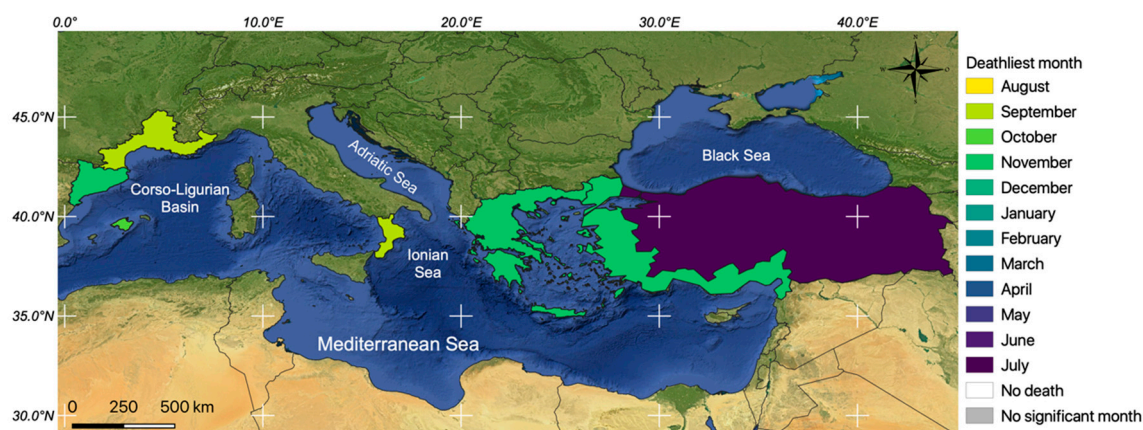 0.0° 10.0°E 20.0°E 30.0°E 40.0°E
45.0°N
40.0°N
35.0°N
30.0°N
N
W E
S
Adriatic Sea
Black Sea
Corso-Ligurian
Basin
Ionian
Sea
Mediterranean Sea
0 250 500 km
Deathliest month
August
September
October
November
December
January
February
March
April
May
June
July
No death
No significant month